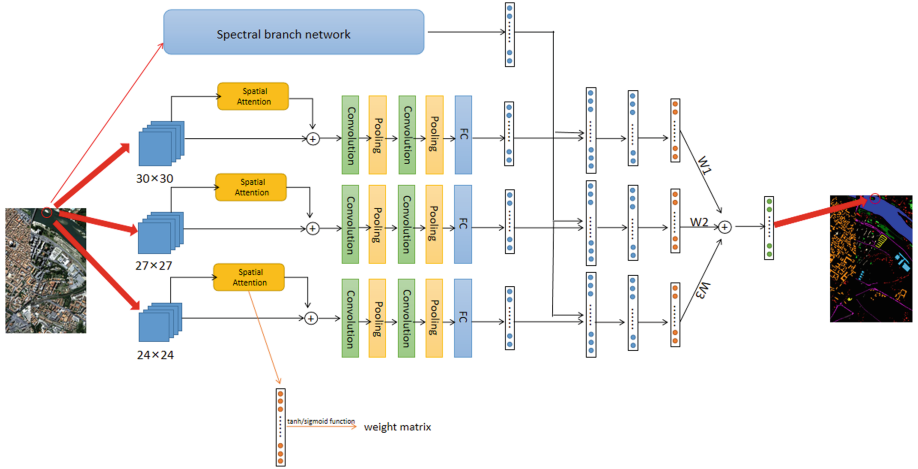 Spectral branch network
Spatial
Attention
30×30
Convolution
Pooling
Convolution
Pooling
FC
W1
Spatial
Attention
27×27
Convolution
Pooling
Convolution
Pooling
FC
W2
Spatial
Attention
24×24
Convolution
Pooling
Convolution
Pooling
FC
W3
tanh/sigmoid function
weight matrix